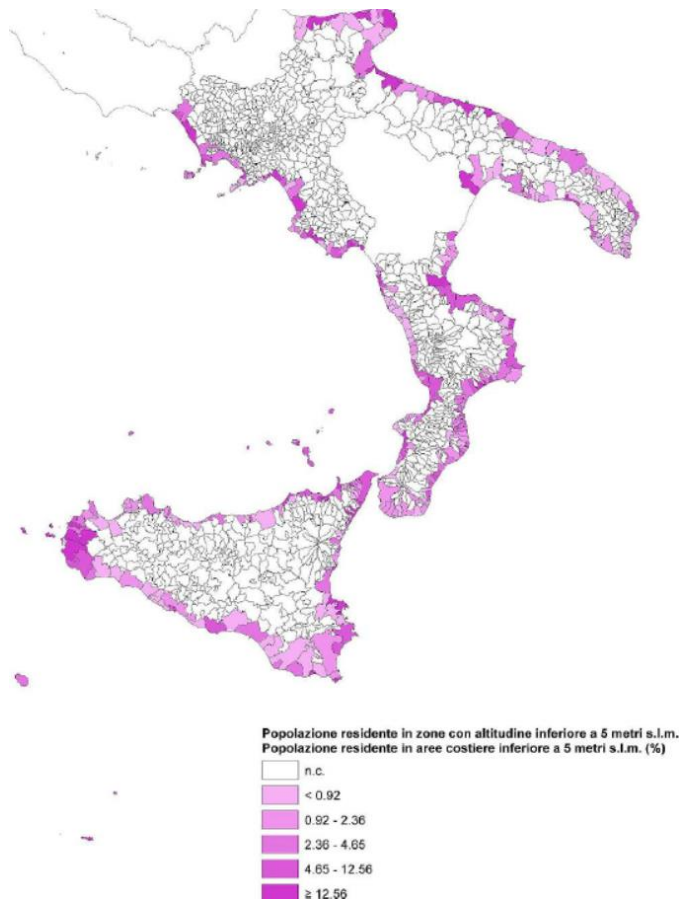 Popolazione residente in zone con altitudine inferiore a 5 metri s.l.m.
Popolazione residente in aree costiere inferiore a 5 metri s.l.m. (%)
n.c.
< 0.92
0.92 - 2.36
2.36 - 4.65
4.65 - 12.56
≧ 12.56